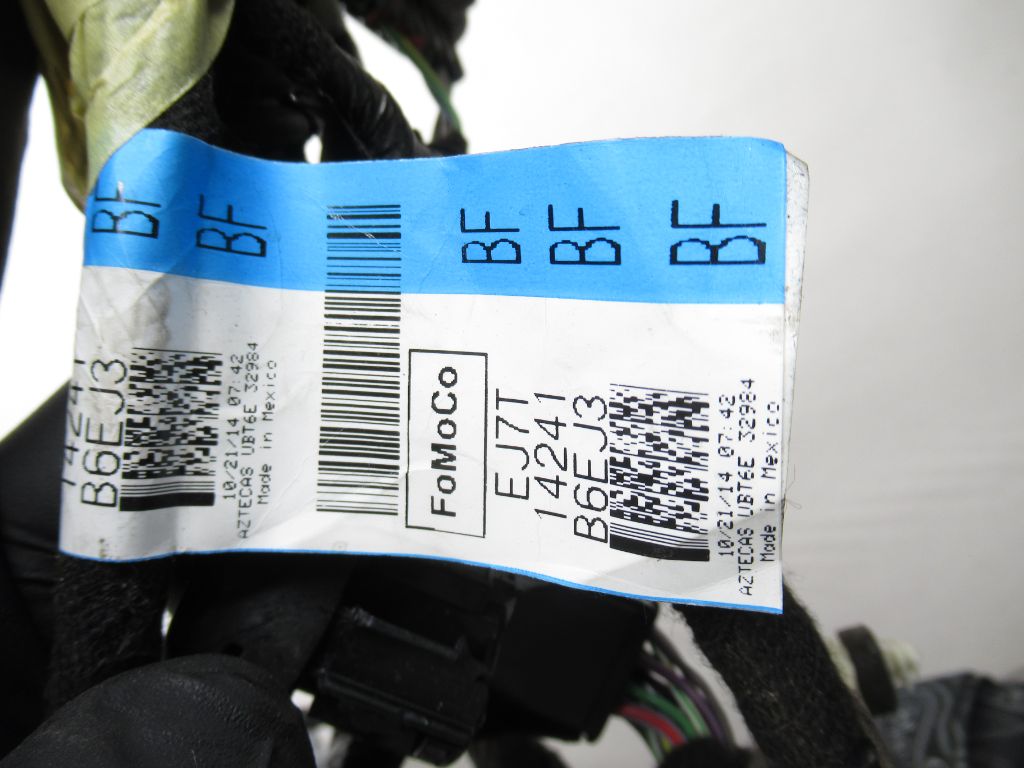 14241
B6EJ3
BF
10/21/14 07:42
AZTECAS UBT6E 32984
Made in Mexico
BF
FoMoCo
EJ7T
BF
14241
BF
B6EJ3
10/21/14 07:42
AZTECAS UBT6E 32984
Made in Mexico
BF